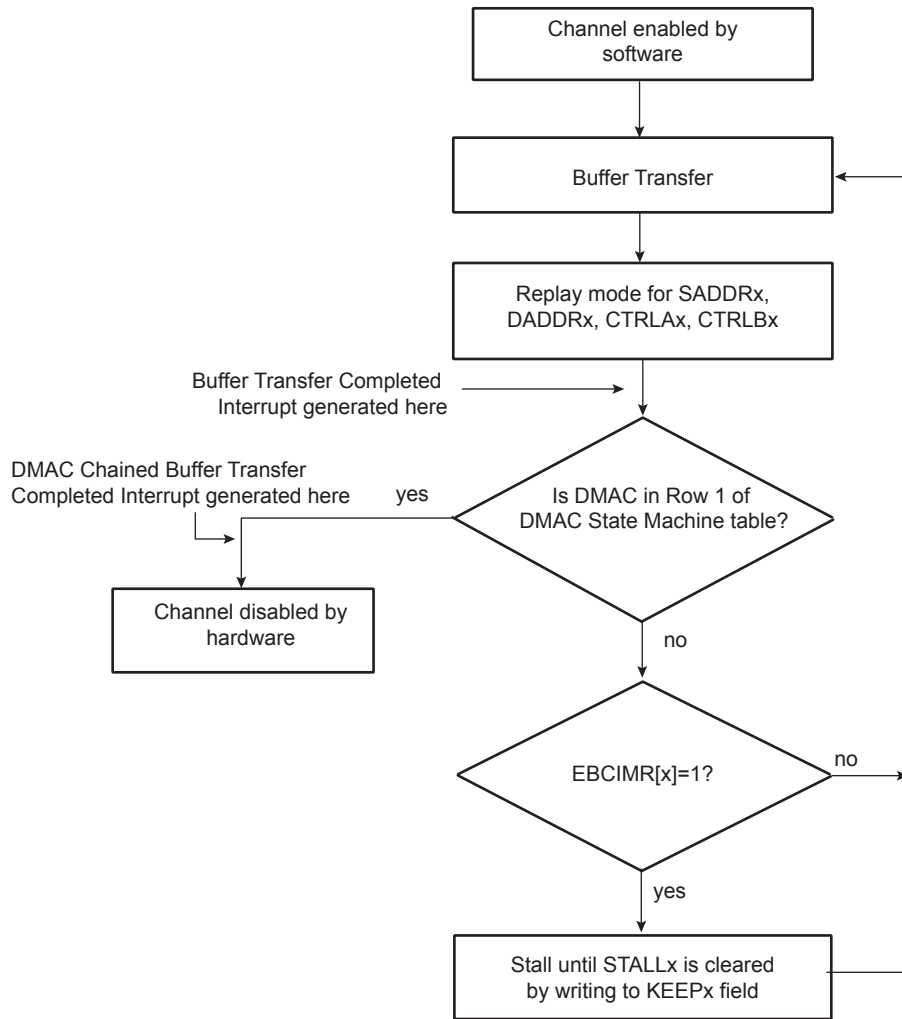 Channel enabled by
software
Buffer Transfer
Replay mode for SADDRx,
DADDRx, CTRLAx, CTRLBx
Buffer Transfer Completed
Interrupt generated here
DMAC Chained Buffer Transfer
Completed Interrupt generated here
yes
Is DMAC in Row 1 of
DMAC State Machine table?
Channel disabled by
hardware
no
EBCIMR[x]=1?
no
yes
Stall until STALLx is cleared
by writing to KEEPx field